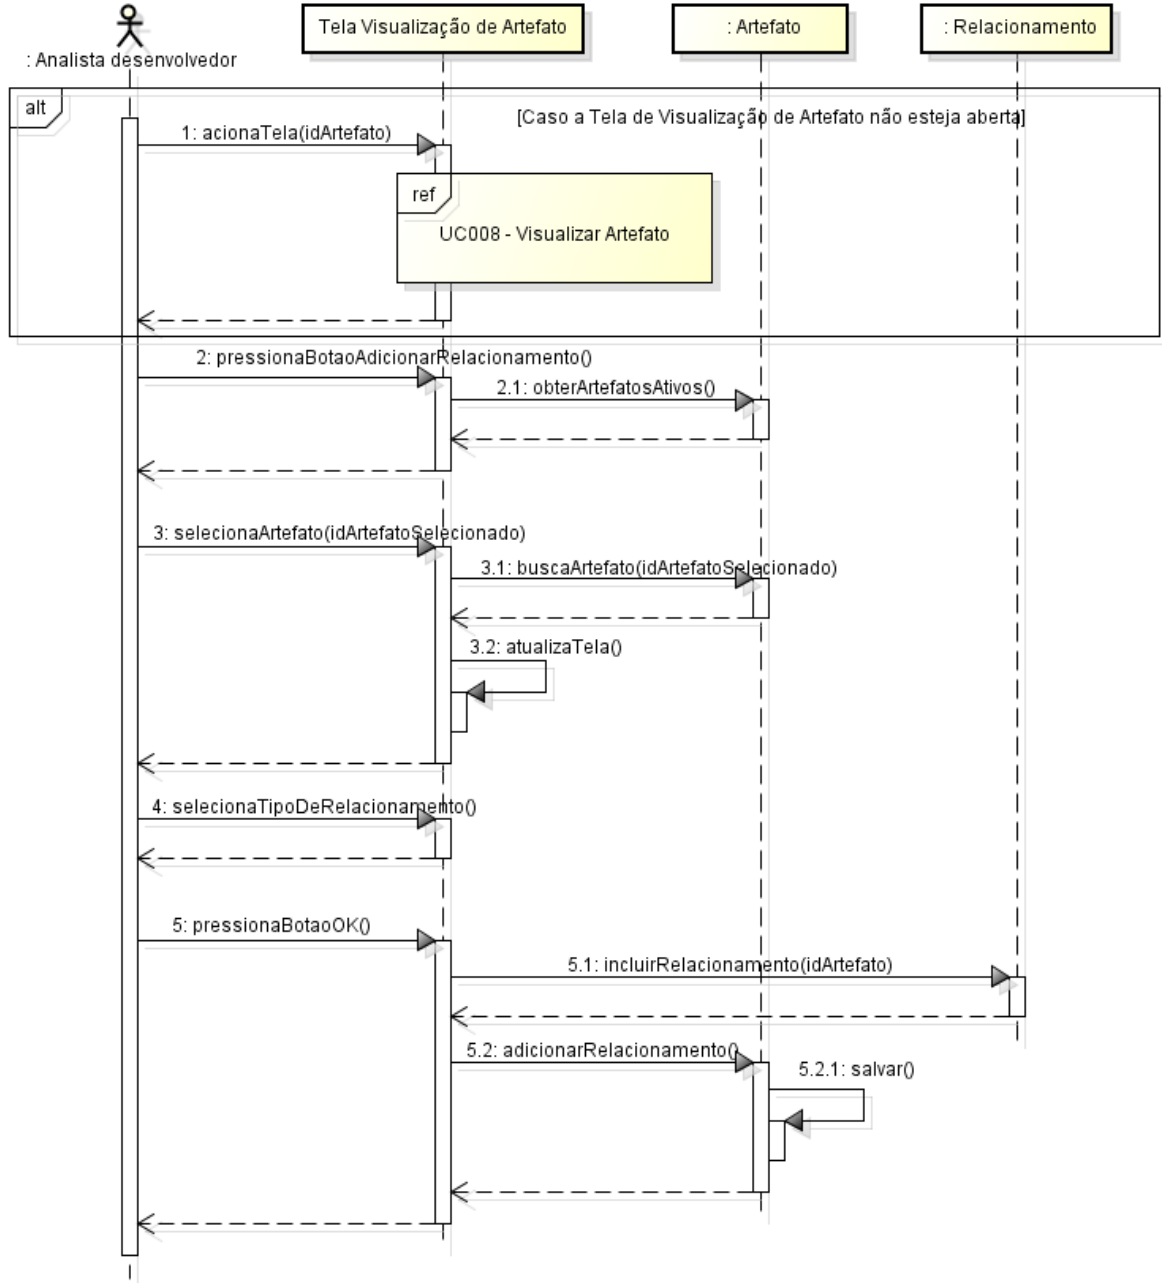 Tela Visualização de Artefato
: Artefato
: Relacionamento
: Analista desenvolvedor
alt
[Caso a Tela de Visualização de Artefato não esteja aberta]
1: acionaTela(idArtefato)
ref
UC008 - Visualizar Artefato
2: pressionaBotaoAdicionarRelacionamento()
2.1: obterArtefatosAtivos()
3: selecionaArtefato(idArtefatoSelecionado)
3.1: buscaArtefato(idArtefatoSelecionado)
3.2: atualizaTela()
4: selecionaTipoDeRelacionamento()
5: pressionaBotaoOK()
5.1: incluirRelacionamento(idArtefato)
5.2: adicionarRelacionamento()
5.2.1: salvar()